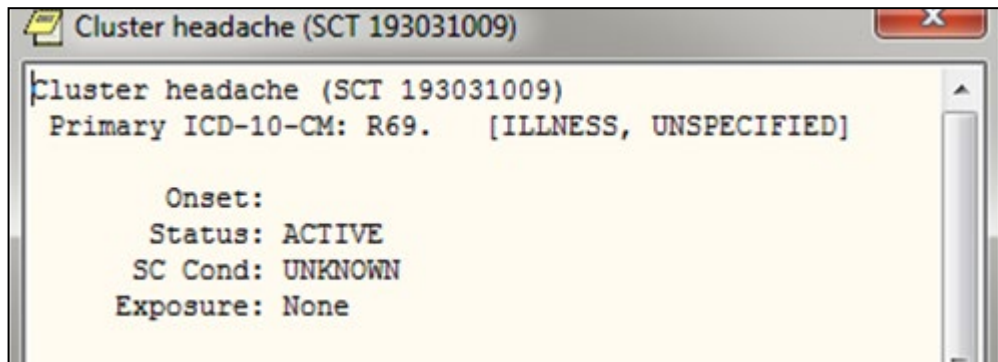 Cluster headache (SCT 193031009)
Cluster headache (SCT 193031009)
Primary ICD-10-CM: R69. [ILLNESS, UNSPECIFIED]
Onset:
Status: ACTIVE
SC Cond: UNKNOWN
Exposure: None